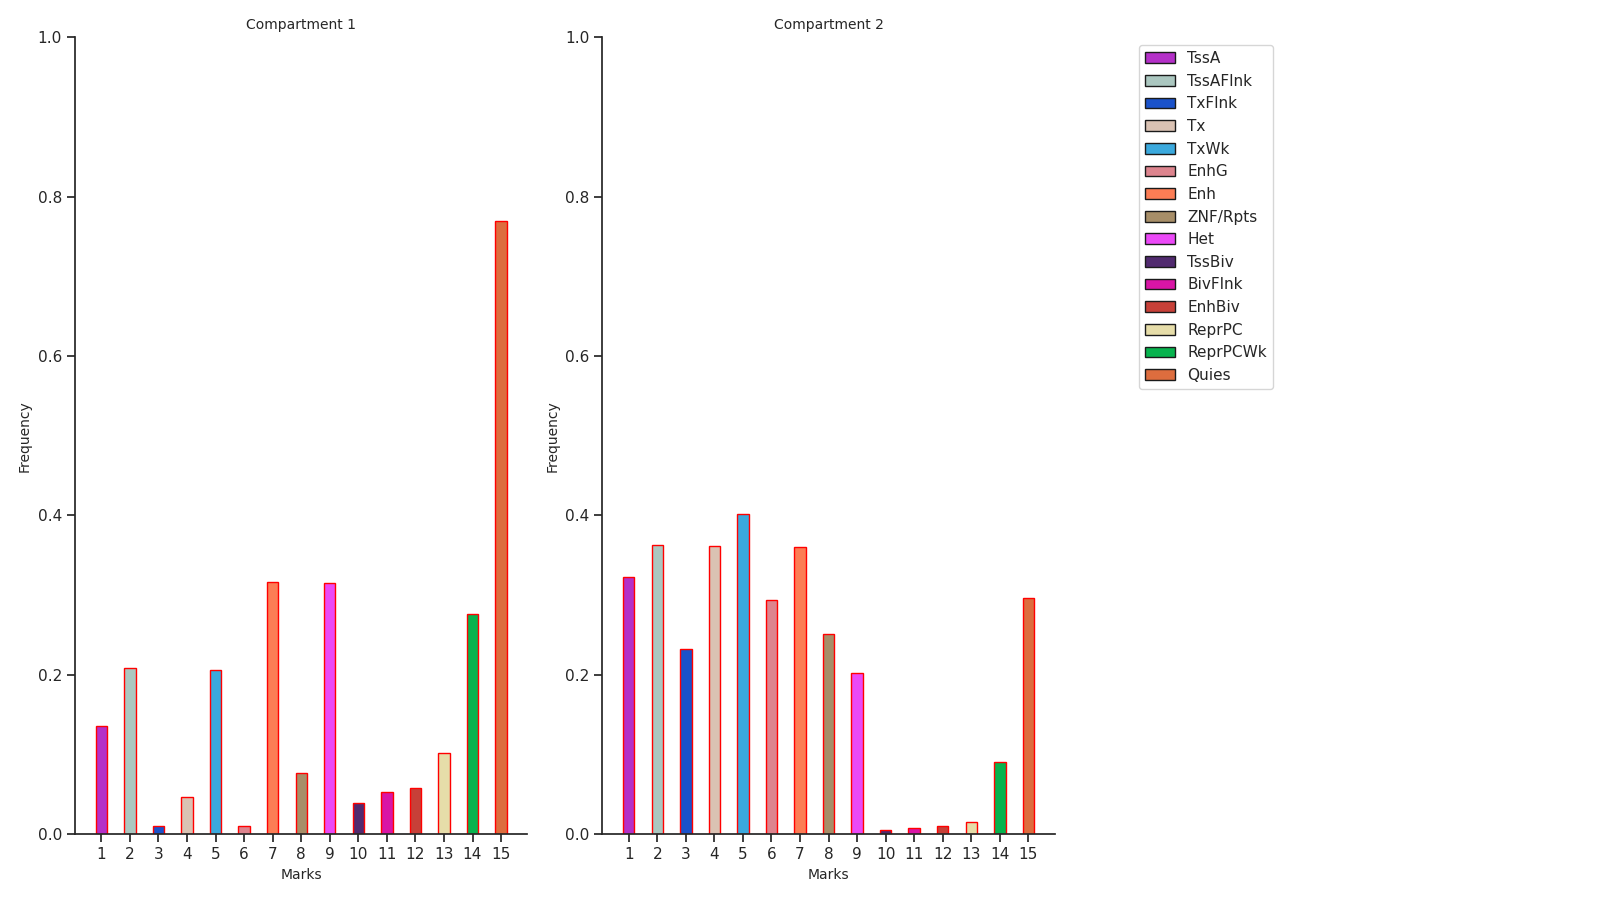 Compartment 1
1.0
0.8
0.6
0.4
0.2
0.0
Frequency
1 2 3 4 5 6 7 8 9 10 11 12 13 14 15
Marks
Compartment 2
1.0
0.8
0.6
0.4
0.2
0.0
Frequency
1 2 3 4 5 6 7 8 9 10 11 12 13 14 15
Marks
TssA
TssAFlnk
TxFlnk
Tx
TxWk
EnhG
Enh
ZNF/Rpts
Het
TssBiv
BivFlnk
EnhBiv
ReprPC
ReprPCWk
Quies